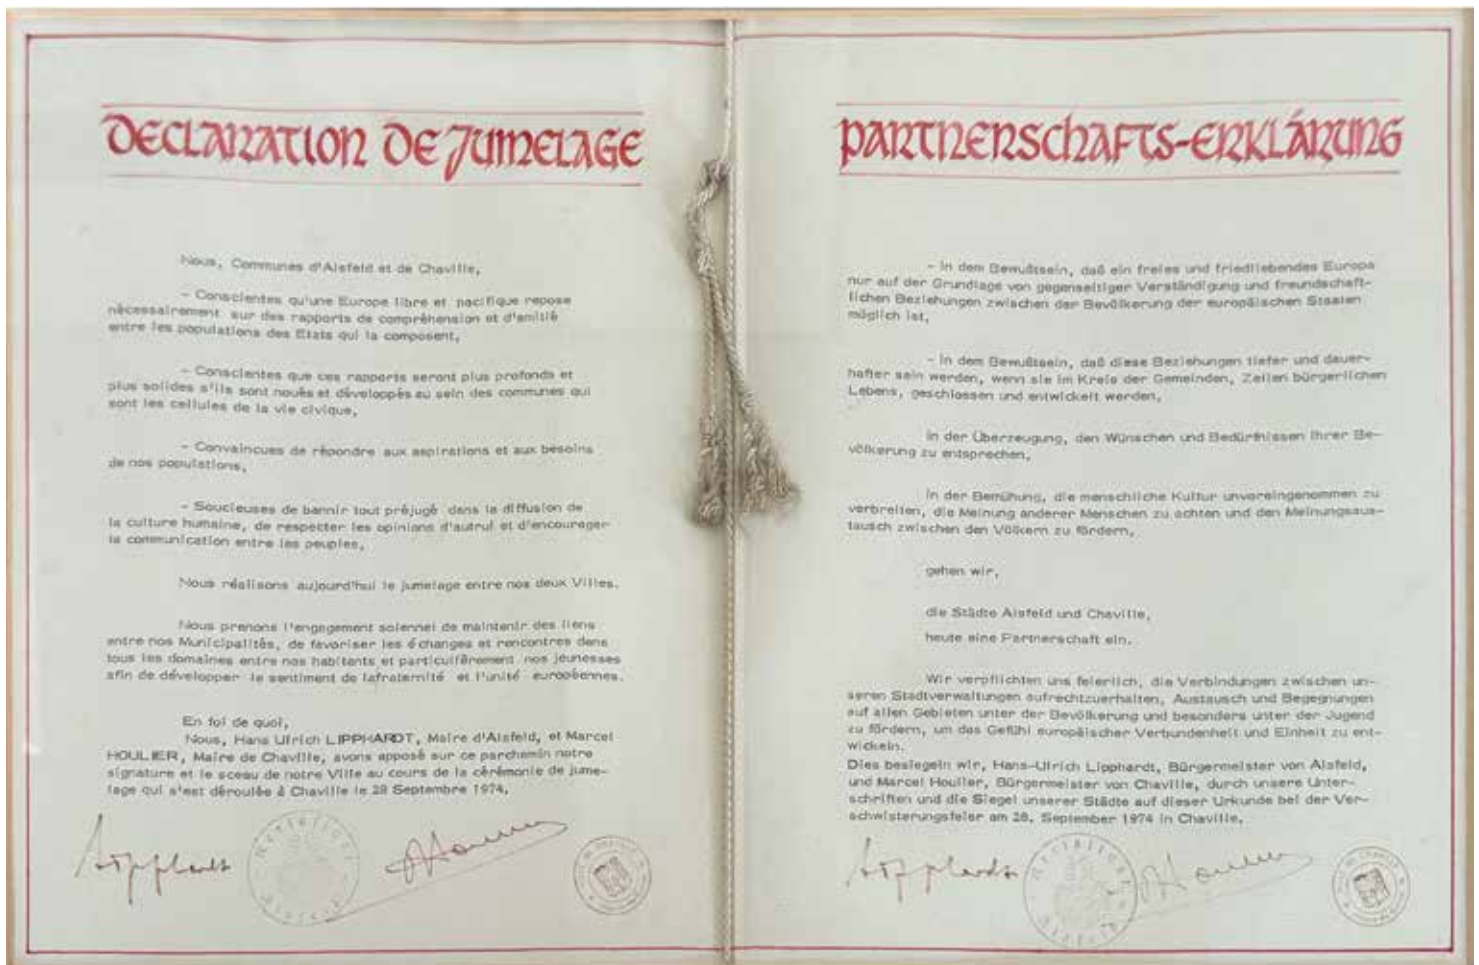 DECLARATION DE JUMELAGE
Nous, Communes d'Alsfeld et de Chaville,
- Conscientes qu'une Europe libre et pacifique repose
nécessairement sur des rapports de compréhension et d'amitié
entre les populations des Etats qui la composent,
- Conscientes que ces rapports seront plus profonds et
plus solides s'ils sont noués et développés au sein des communes qui
sont les cellules de la vie civique,
- Convaincues de répondre aux aspirations et aux besoins
de nos populations,
- Soucieuses de bannir tout préjugé dans la diffusion de
la culture humaine, de respecter les opinions d'autrui et d'encourager
la communication entre les peuples,
Nous réalisons aujourd'hui le jumelage entre nos deux Villes.
Nous prenons l'engagement solennel de maintenir des liens
entre nos Municipalités, de favoriser les échanges et rencontres dans
tous les domaines entre nos habitants et particulièrement nos jeunesses
afin de développer le sentiment de lafraternité et l'unité européennes.
En foi de quoi,
Nous, Hans Ulrich LIPPHARDT, Maire d'Alsfeld, et Marcel
HOULIER, Maire de Chaville, avons apposé sur ce parchemin notre
signature et le sceau de notre Ville au cours de la cérémonie de jume-
lage qui s'est déroulée à Chaville le 28 Septembre 1974,
PARTNERSCHAFTS-ERKLÄRUNG
- In dem Bewußtsein, daß ein freies und friedliebendes Europa
nur auf der Grundlage von gegenseitiger Verständigung und freundschaft-
lichen Beziehungen zwischen der Bevölkerung der europäischen Staaten
möglich ist,
- In dem Bewußtsein, daß diese Beziehungen tiefer und dauer-
hafter sein werden, wenn sie im Kreis der Gemeinden, Zellen bürgerlichen
Lebens, geschlossen und entwickelt werden,
in der Überzeugung, den Wünschen und Bedürfnissen ihrer Be-
völkerung zu entsprechen,
in der Bemühung, die menschliche Kultur unvoreingenommen zu
verbreiten, die Meinung anderer Menschen zu achten und den Meinungsaus-
tausch zwischen den Völkern zu fördern,
gehen wir,
die Städte Alsfeld und Chaville,
heute eine Partnerschaft ein.
Wir verpflichten uns feierlich, die Verbindungen zwischen un-
seren Stadtverwaltungen aufrechtzuerhalten, Austausch und Begegnungen
auf allen Gebieten unter der Bevölkerung und besonders unter der Jugend
zu fördern, um das Gefühl europäischer Verbundenheit und Einheit zu ent-
wickeln.
Dies besiegeln wir, Hans-Ulrich Lipphardt, Bürgermeister von Alsfeld,
und Marcel Houlier, Bürgermeister von Chaville, durch unsere Unter-
schriften und die Siegel unserer Städte auf dieser Urkunde bei der Ver-
schwisterungsfeier am 28. September 1974 in Chaville.